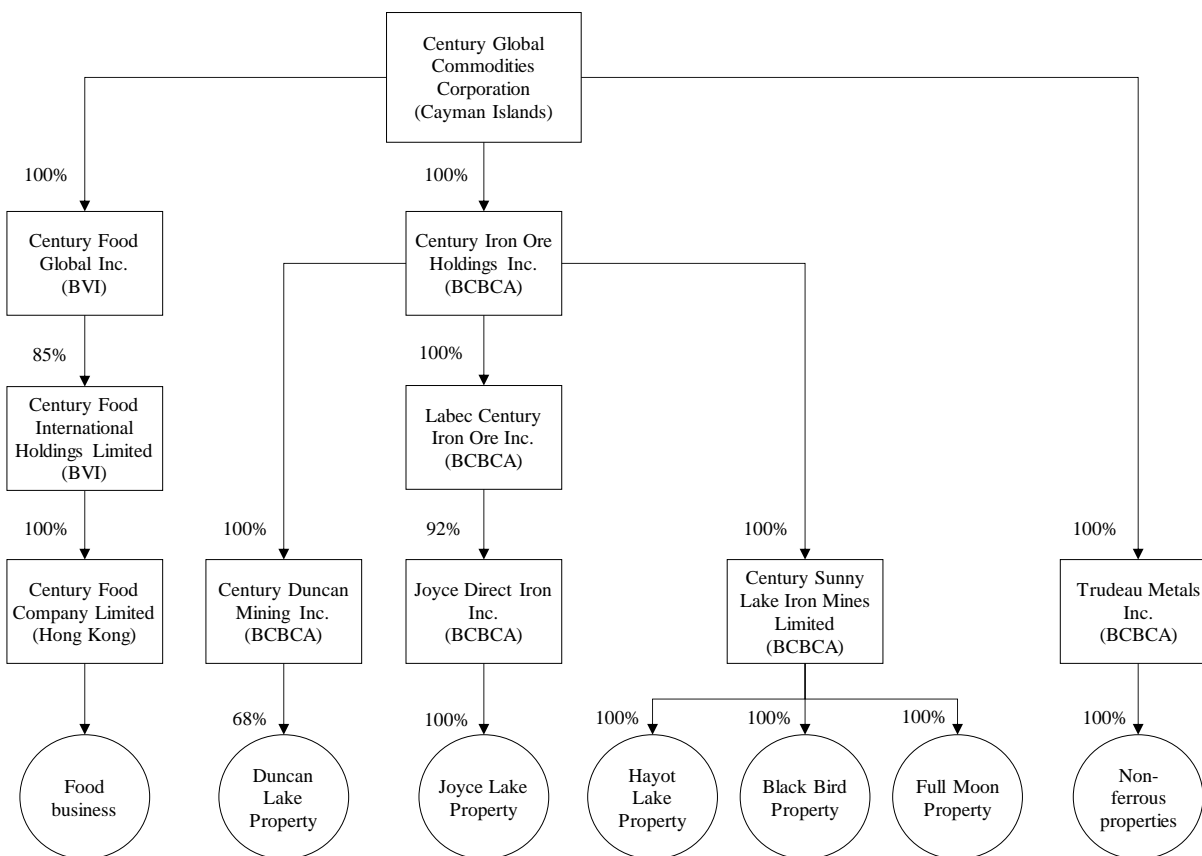 Century Global
Commodities
Corporation
(Cayman Islands)
100%
100%
Century Food
Global Inc.
(BVI)
Century Iron Ore
Holdings Inc.
(BCBCA)
85%
100%
Century Food
International
Holdings Limited
(BVI)
Labec Century
Iron Ore Inc.
(BCBCA)
100%
100%
92%
100%
100%
Century Food
Company Limited
(Hong Kong)
Century Duncan
Mining Inc.
(BCBCA)
Joyce Direct Iron
Inc.
(BCBCA)
Century Sunny
Lake Iron Mines
Limited
(BCBCA)
Trudeau Metals
Inc.
(BCBCA)
68%
100%
100%
100%
100%
100%
Food
business
Duncan
Lake
Property
Joyce Lake
Property
Hayot
Lake
Property
Black Bird
Property
Full Moon
Property
Non-
ferrous
properties